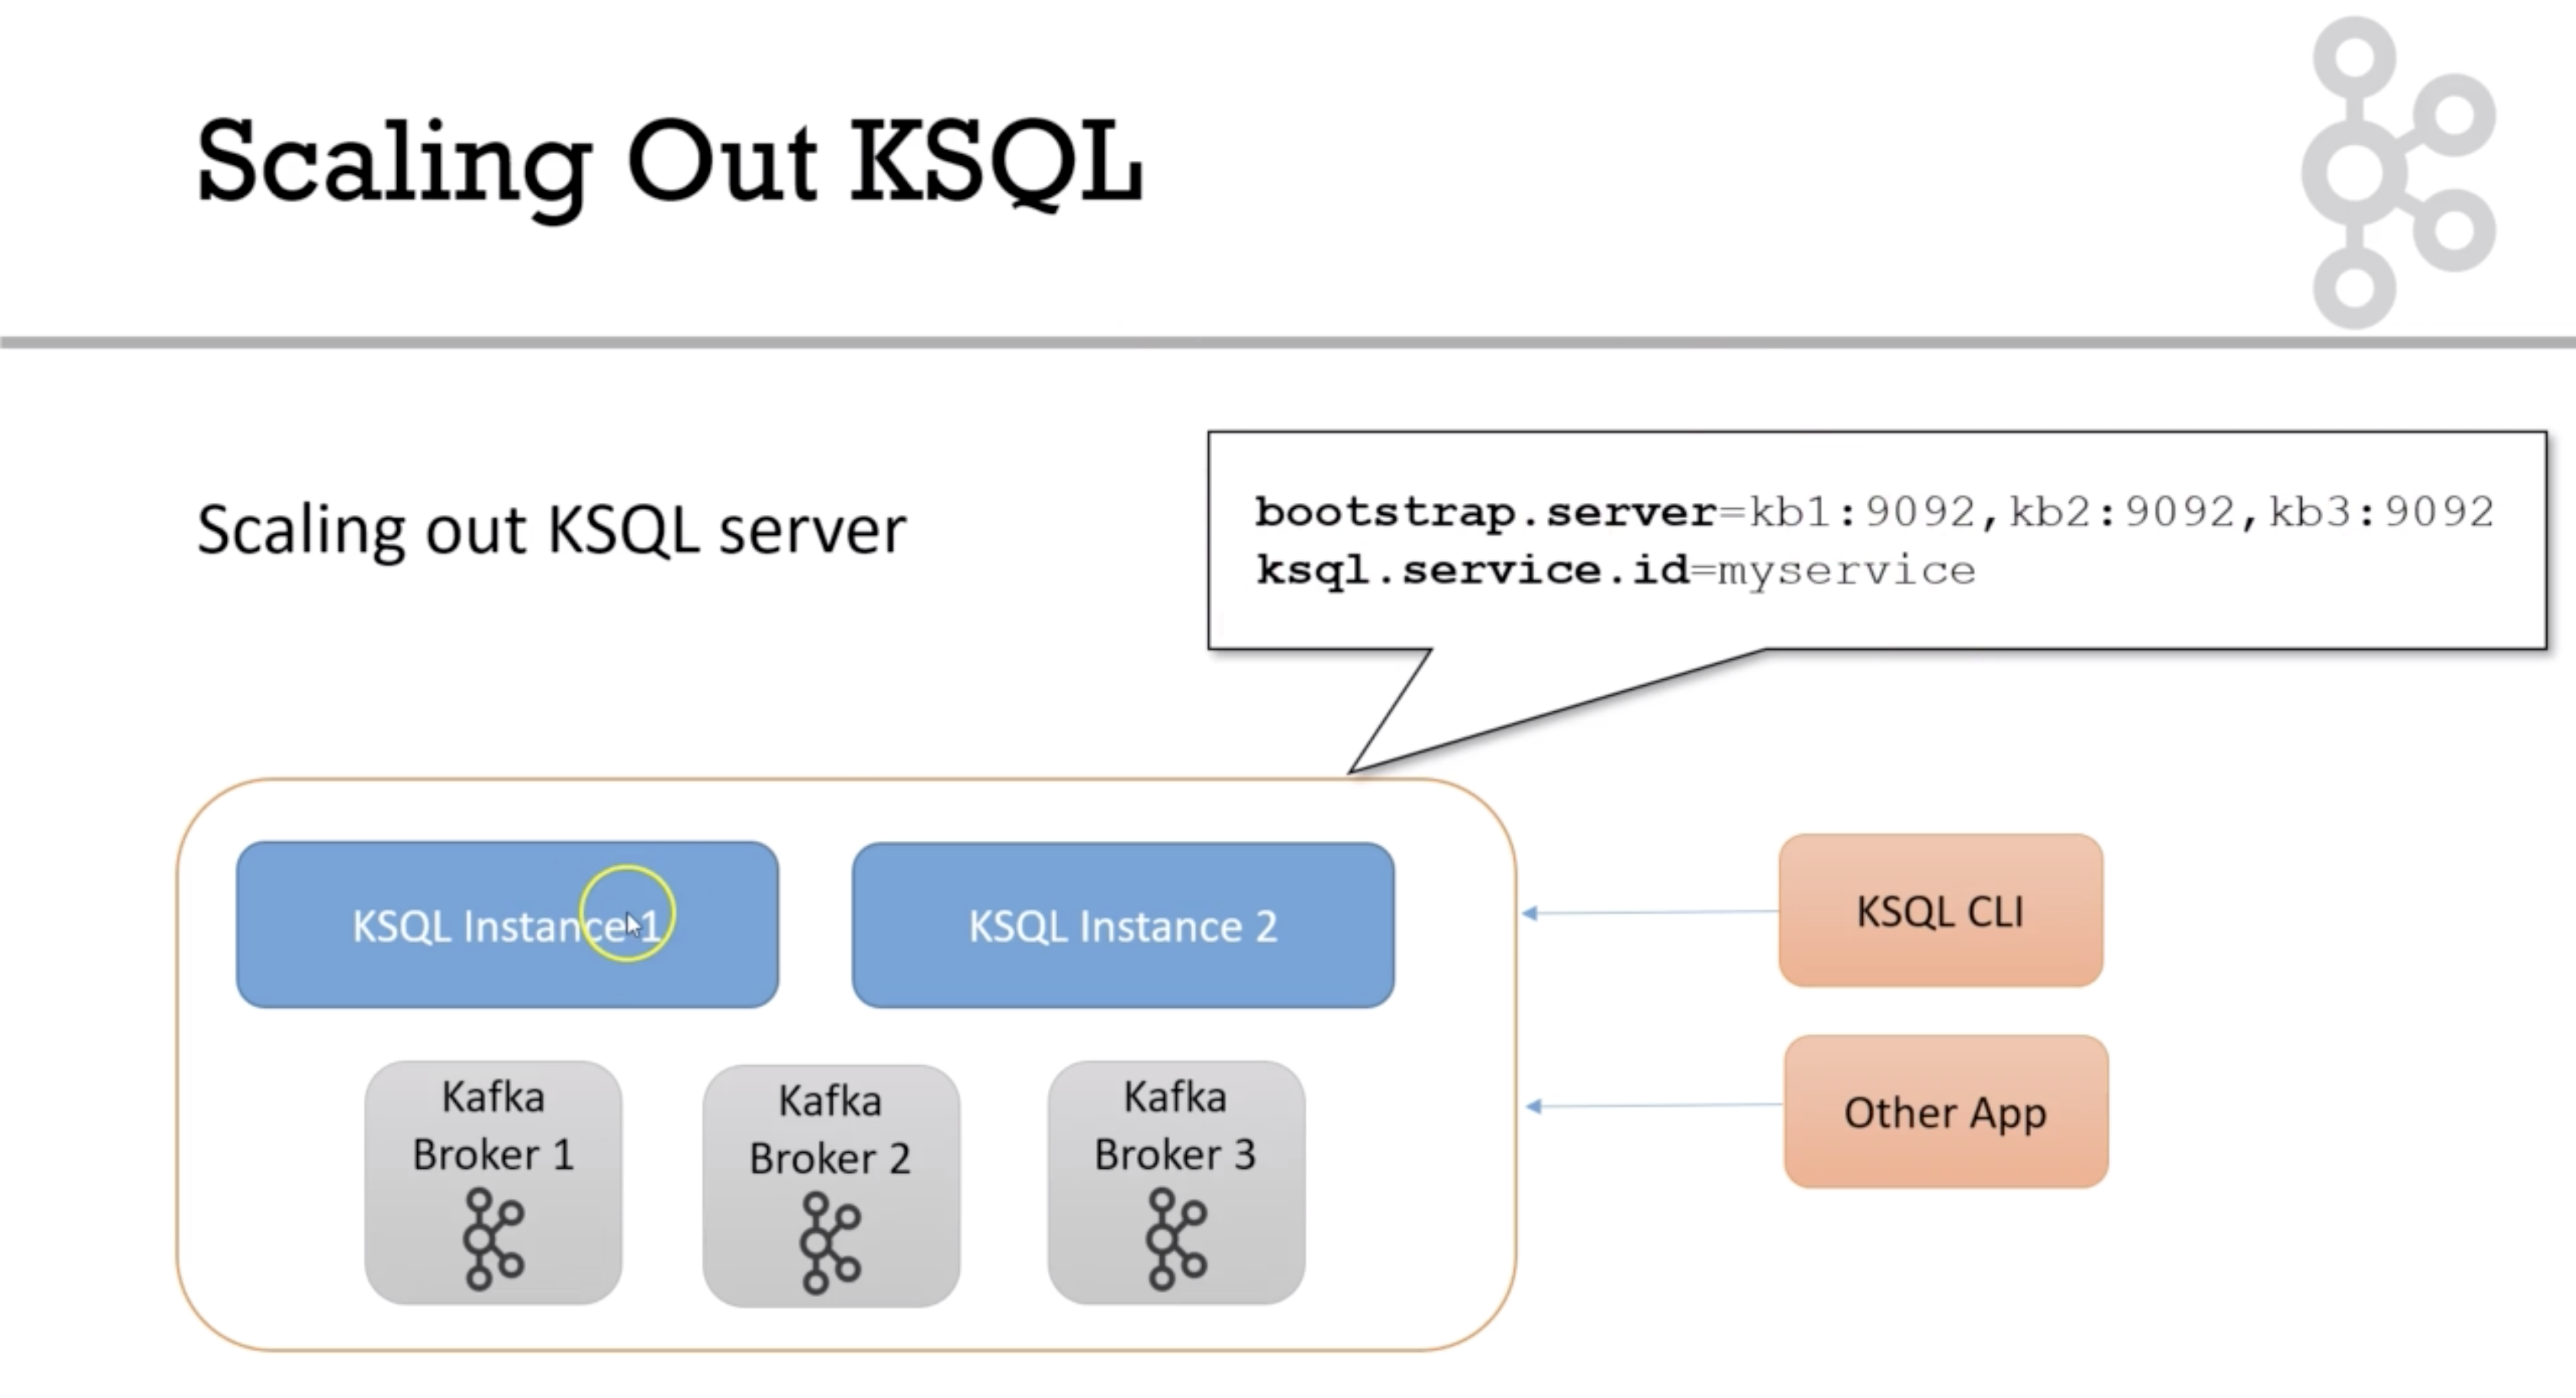 Scaling Out KSQL
Scaling out KSQL server
bootstrap.server=kb1:9092,kb2:9092,kb3:9092
ksql.service.id=myservice
KSQL Instance 1
KSQL Instance 2
KSQL CLI
Kafka
Broker 1
Kafka
Broker 2
Kafka
Broker 3
Other App